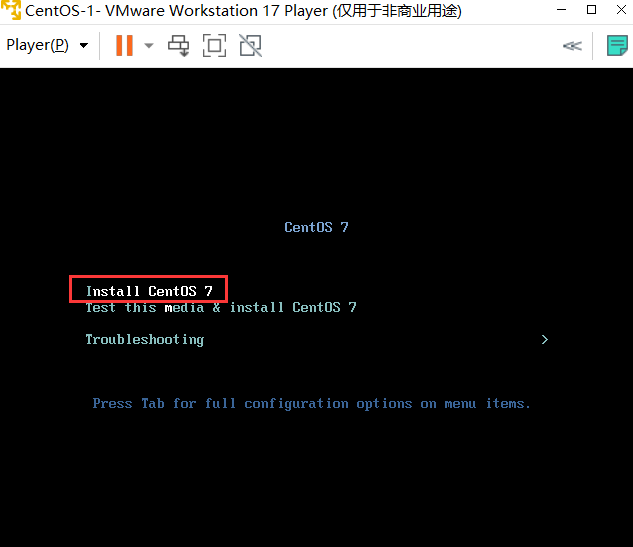 CentOS-1- VMware Workstation 17 Player (仅用于非商业用途)
Player(P)
CentOS 7
Install CentOS 7
Test this media & install CentOS 7
Troubleshooting >
Press Tab for full configuration options on menu items.